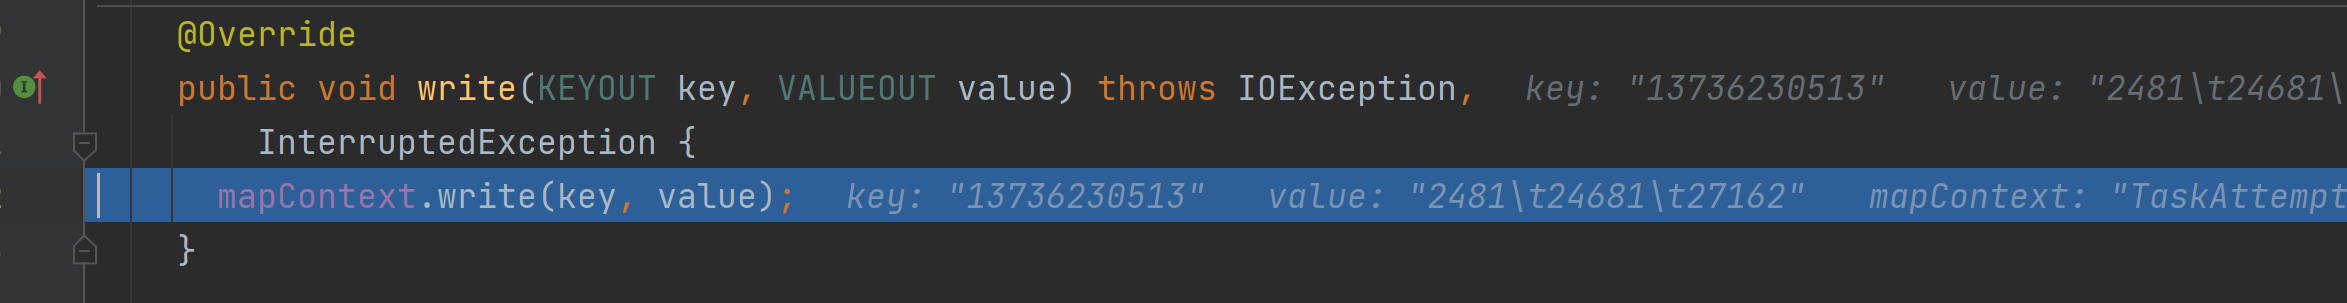 @Override
public void write(KEYOUT key, VALUEOUT value) throws IOException, key: "13736230513" value: "2481\t24681\
InterruptedException {
mapContext.write(key, value); key: "13736230513" value: "2481\t24681\t27162" mapContext: "TaskAttempt
}